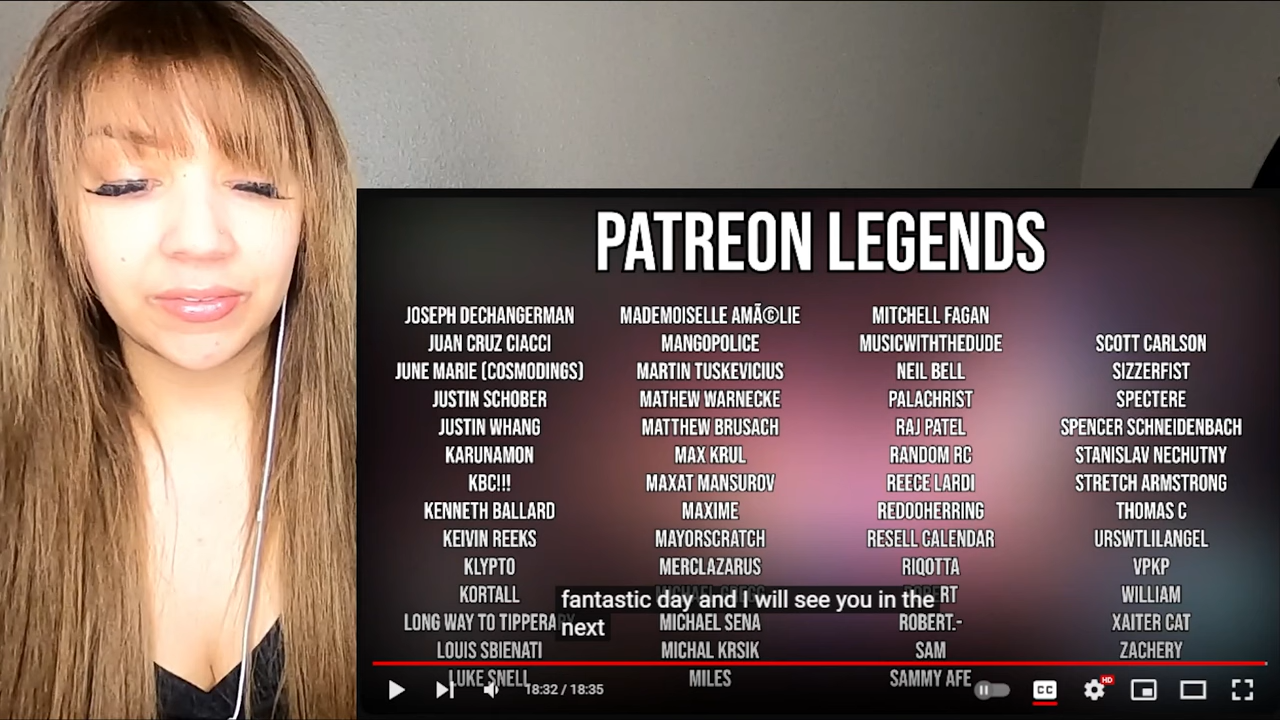 PATREON LEGENDS
JOSEPH DECHANGERMAN
JUAN CRUZ CIACCI
JUNE MARIE (COSMODINGS)
JUSTIN SCHOBER
JUSTIN WHANG
KARUNAMON
KBC!!!
KENNETH BALLARD
KEIVIN REEKS
KLYPTO
KORTALL
LONG WAY TO
LOUIS SBIENATI
LUKE SNELL
MADEMOISELLE AMÃ©LIE
MANGOPOLICE
MARTIN TUSKEVICIUS
MATHEW WARNECKE
MATTHEW BRUSACH
MAX KRUL
MAXAT MANSUROV
MAXIME
MAYORSCRATCH
MERCLAZARUS
MICHAEL SENA
MICHAL KRSIK
MILES
MITCHELL FAGAN
MUSICWITHTHEDUDE
NEIL BELL
PALACHRIST
RAJ PATEL
RANDOM RC
REECE LARDI
REDOOHERRING
RESELL CALENDAR
RIQOTTA
ROBERT.-
SAM
SAMMY AFE
SCOTT CARLSON
SIZZERFIST
SPECTERE
SPENCER SCHNEIDENBACH
STANISLAV NECHUTNY
STRETCH ARMSTRONG
THOMAS C
URSWTLILANGEL
VPKP
WILLIAM
XAITER CAT
ZACHERY
fantastic day and I will see you in the
next
18:32 / 18:35
CC
HD